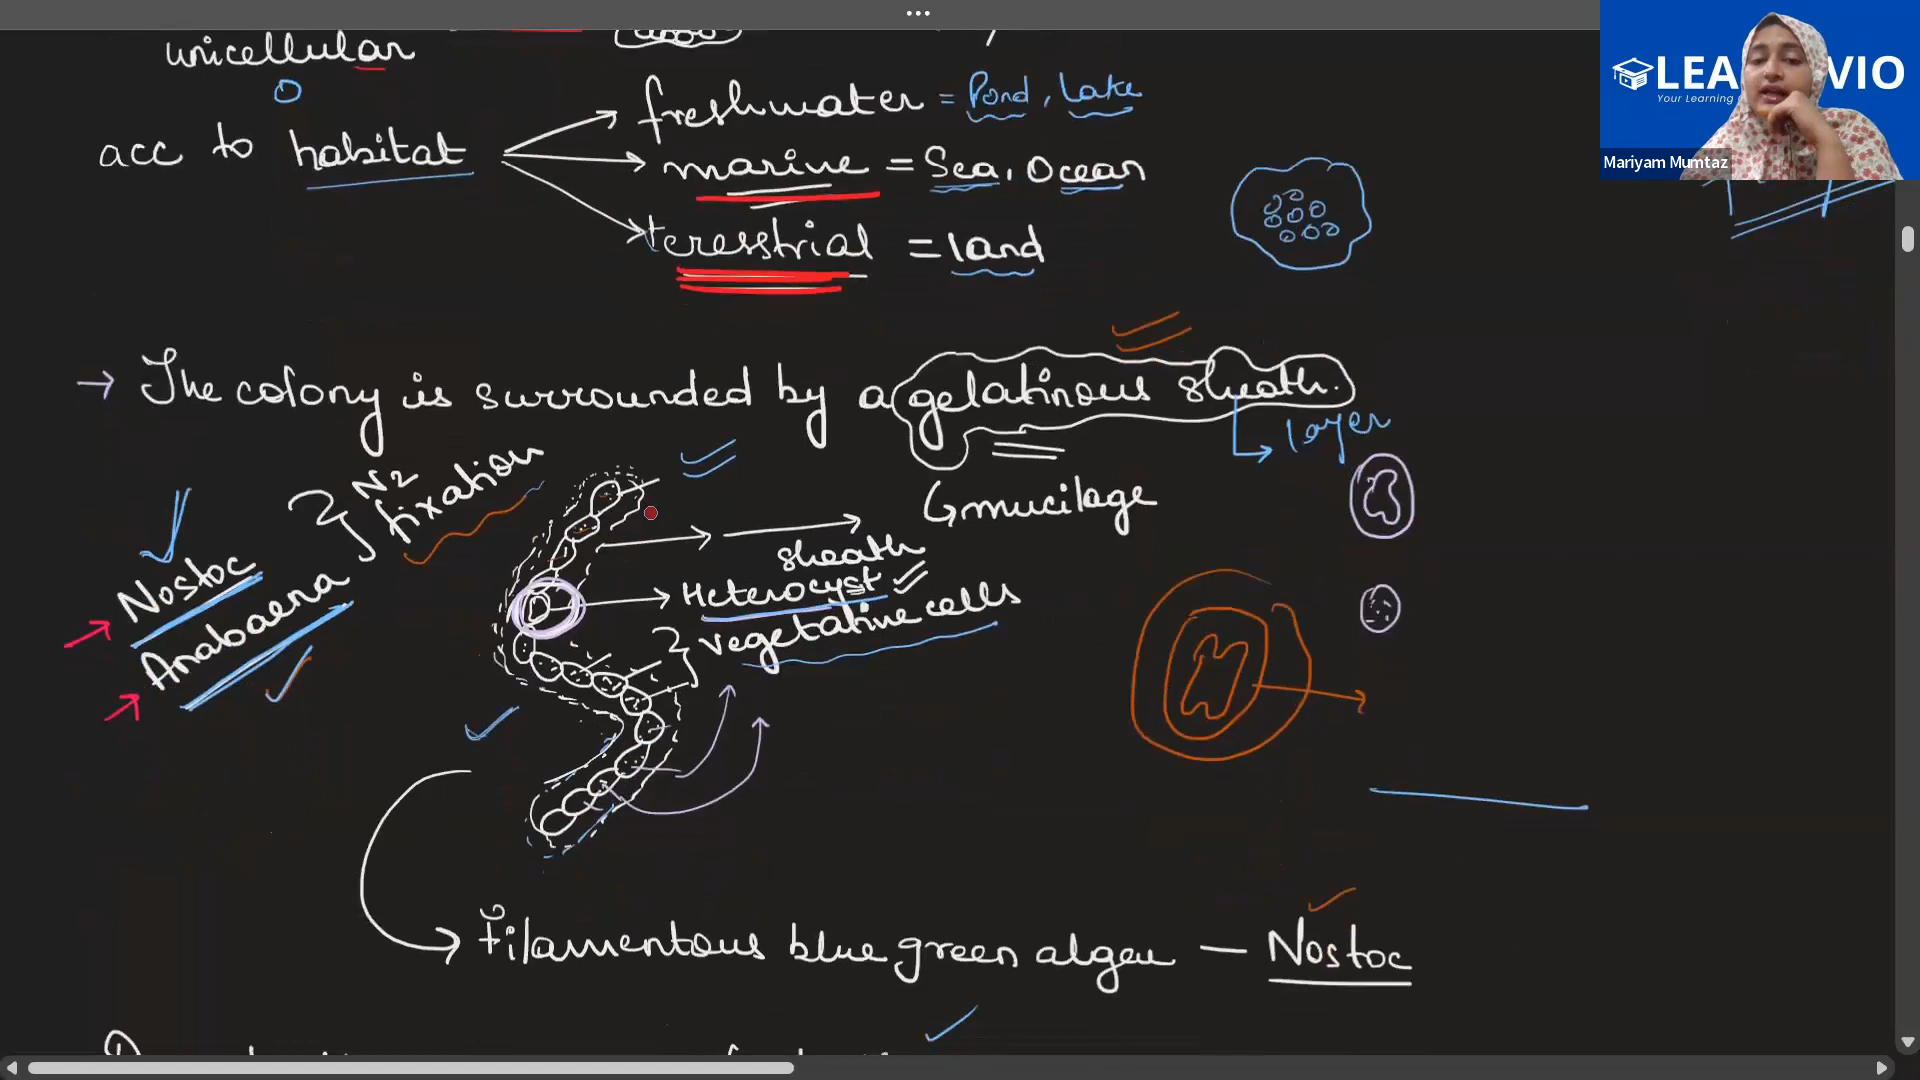 unicellular
acc to habitat
freshwater = Pond, Lake
marine = Sea, Ocean
teresstrial = land
LEA VIO
Your Learning
Mariyam Mumtaz
→ The colony is surrounded by a gelatinous sheath.
layer
mucilage
sheath
Heterocyst
vegetative cells
N2
fixation
Nostoc
Anabaena
Filamentous blue green algae — Nostoc